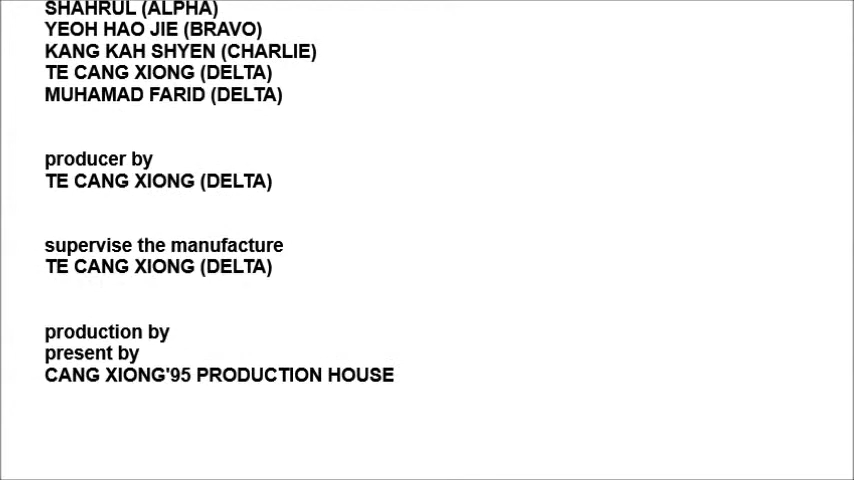 SHAHRUL (ALPHA)
YEOH HAO JIE (BRAVO)
KANG KAH SHYEN (CHARLIE)
TE CANG XIONG (DELTA)
MUHAMAD FARID (DELTA)
producer by
TE CANG XIONG (DELTA)
supervise the manufacture
TE CANG XIONG (DELTA)
production by
present by
CANG XIONG'95 PRODUCTION HOUSE